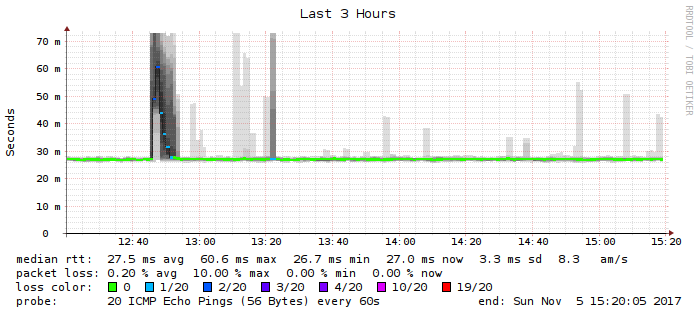 Last 3 Hours
RRDTOOL / TOBI OETIKER
Seconds
70 m
60 m
50 m
40 m
30 m
20 m
10 m
0
12:40 13:00 13:20 13:40 14:00 14:20 14:40 15:00 15:20
median rtt: 27.5 ms avg 60.6 ms max 26.7 ms min 27.0 ms now 3.3 ms sd 8.3 am/s
packet loss: 0.20 % avg 10.00 % max 0.00 % min 0.00 % now
loss color: 0 1/20 2/20 3/20 4/20 10/20 19/20
probe: 20 ICMP Echo Pings (56 Bytes) every 60s end: Sun Nov 5 15:20:05 2017